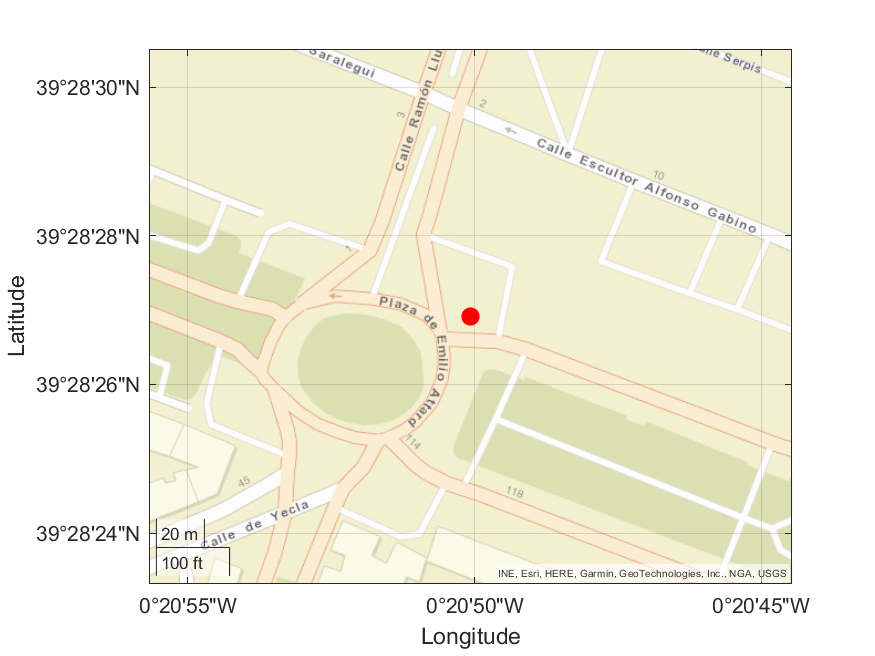 Saralegui
Calle Serpis
39°28'30"N
3
Calle Ramón Llu
2
Calle Escultor Alfonso Gabino
10
39°28'28"N
1
Plaza de Emilio Attard
Latitude
39°28'26"N
114
45
118
Calle de Yecla
39°28'24"N
20 m
100 ft
INE, Esri, HERE, Garmin, GeoTechnologies, Inc., NGA, USGS
0°20'55"W
0°20'50"W
0°20'45"W
Longitude